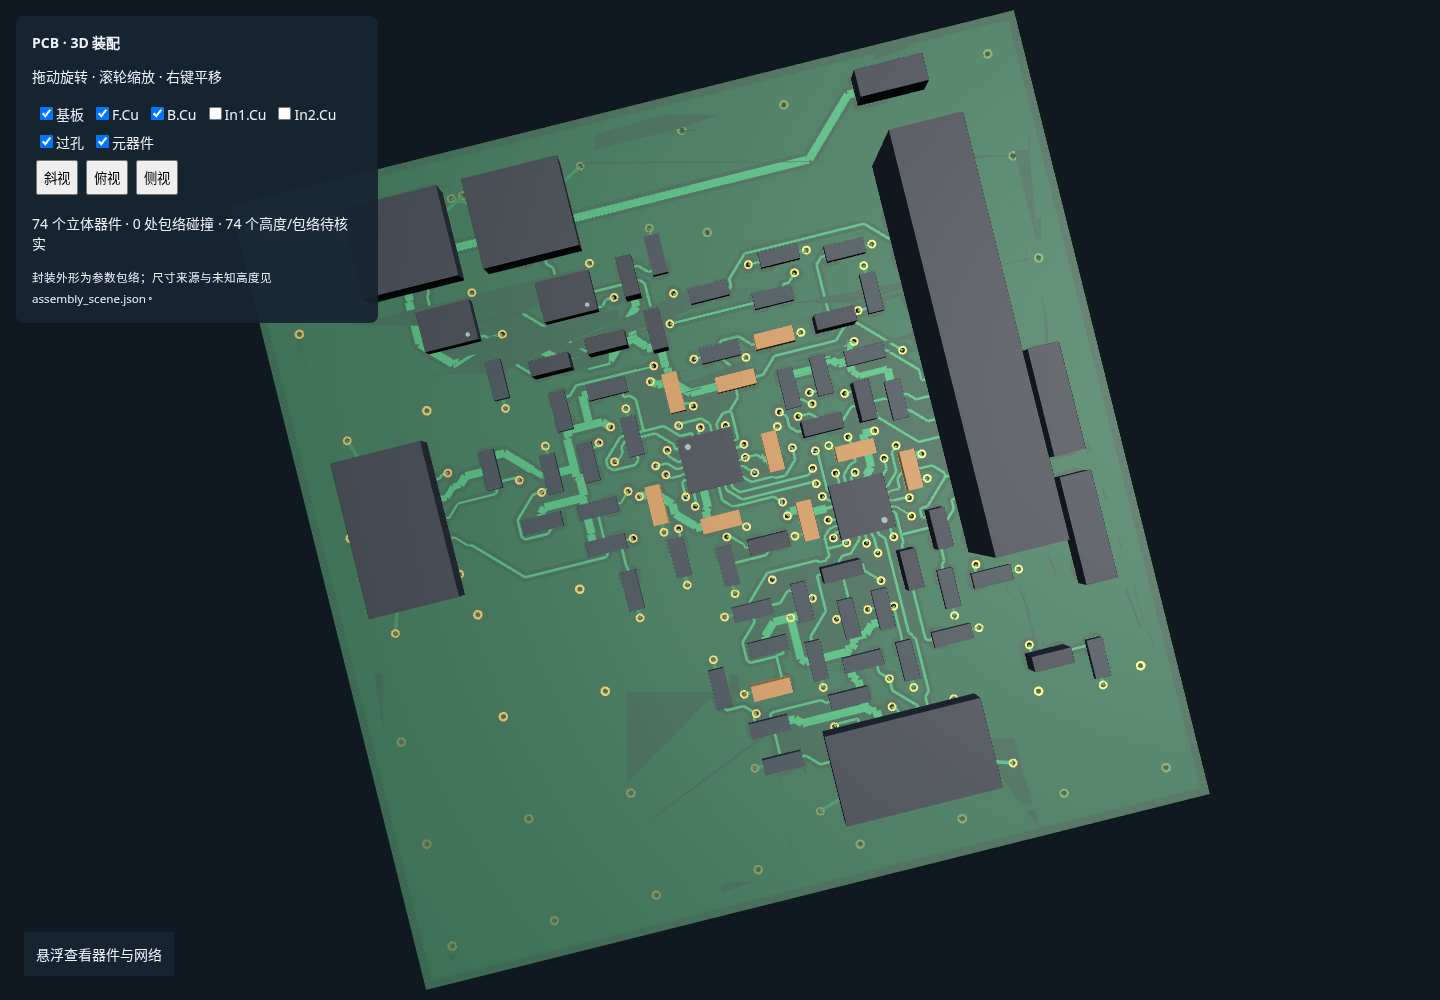 PCB · 3D 装配
拖动旋转 · 滚轮缩放 · 右键平移
基板 F.Cu B.Cu In1.Cu In2.Cu
过孔 元器件
斜视 俯视 侧视
74 个立体器件 · 0 处包络碰撞 · 74 个高度/包络待核
实
封装外形为参数包络；尺寸来源与未知高度见
assembly_scene.json。
悬浮查看器件与网络